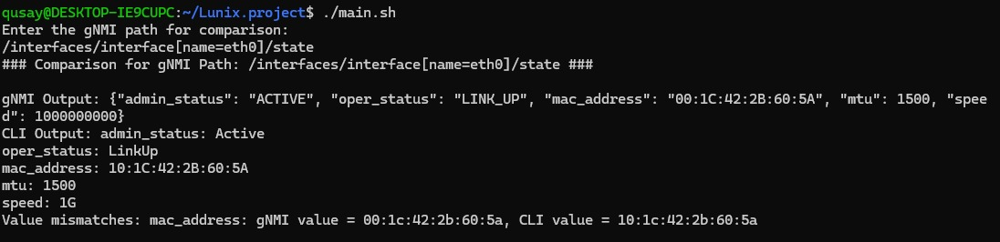 qusay@DESKTOP-IE9CUPC:~/Lunix.project$ ./main.sh
Enter the gNMI path for comparison:
/interfaces/interface[name=eth0]/state
### Comparison for gNMI Path: /interfaces/interface[name=eth0]/state ###
gNMI Output: {"admin_status": "ACTIVE", "oper_status": "LINK_UP", "mac_address": "00:1C:42:2B:60:5A", "mtu": 1500, "spee
d": 1000000000}
CLI Output: admin_status: Active
oper_status: LinkUp
mac_address: 10:1C:42:2B:60:5A
mtu: 1500
speed: 1G
Value mismatches: mac_address: gNMI value = 00:1c:42:2b:60:5a, CLI value = 10:1c:42:2b:60:5a